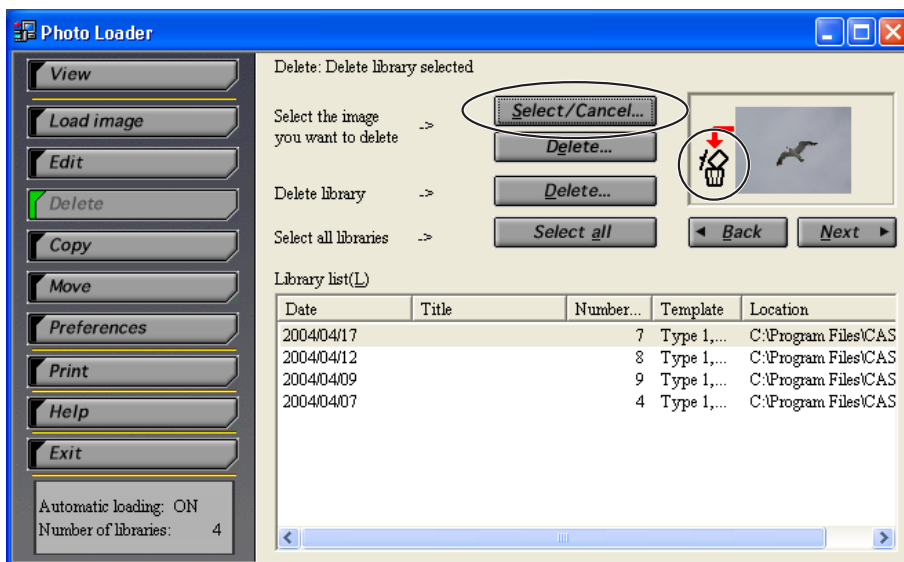 Photo Loader
View
Load image
Edit
Delete
Copy
Move
Preferences
Print
Help
Exit
Automatic loading: ON
Number of libraries: 4
Delete: Delete library selected
Select the image
you want to delete
->
Select/Cancel...
Delete...
Delete library -> Delete...
Select all libraries -> Select all
Back Next
Library list(L)
Date Title Number... Template Location
2004/04/17 7 Type 1,... C:\Program Files\CAS
2004/04/12 8 Type 1,... C:\Program Files\CAS
2004/04/09 9 Type 1,... C:\Program Files\CAS
2004/04/07 4 Type 1,... C:\Program Files\CAS